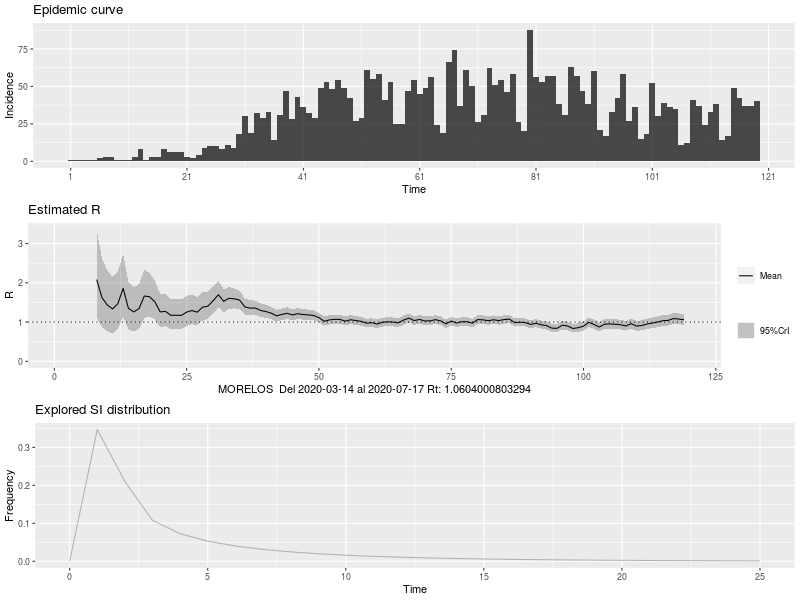 Epidemic curve
75
50
25
0
Incidence
1
21
41
61
81
101
121
Time
Estimated R
3
2
1
0
R
0
25
50
75
100
125
MORELOS Del 2020-03-14 al 2020-07-17 Rt: 1.0604000803294
Mean
95%CrI
Explored SI distribution
0.3
0.2
0.1
0.0
Frequency
0
5
10
15
20
25
Time